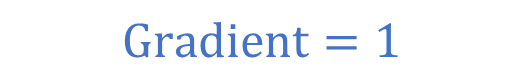 Gradient = 1